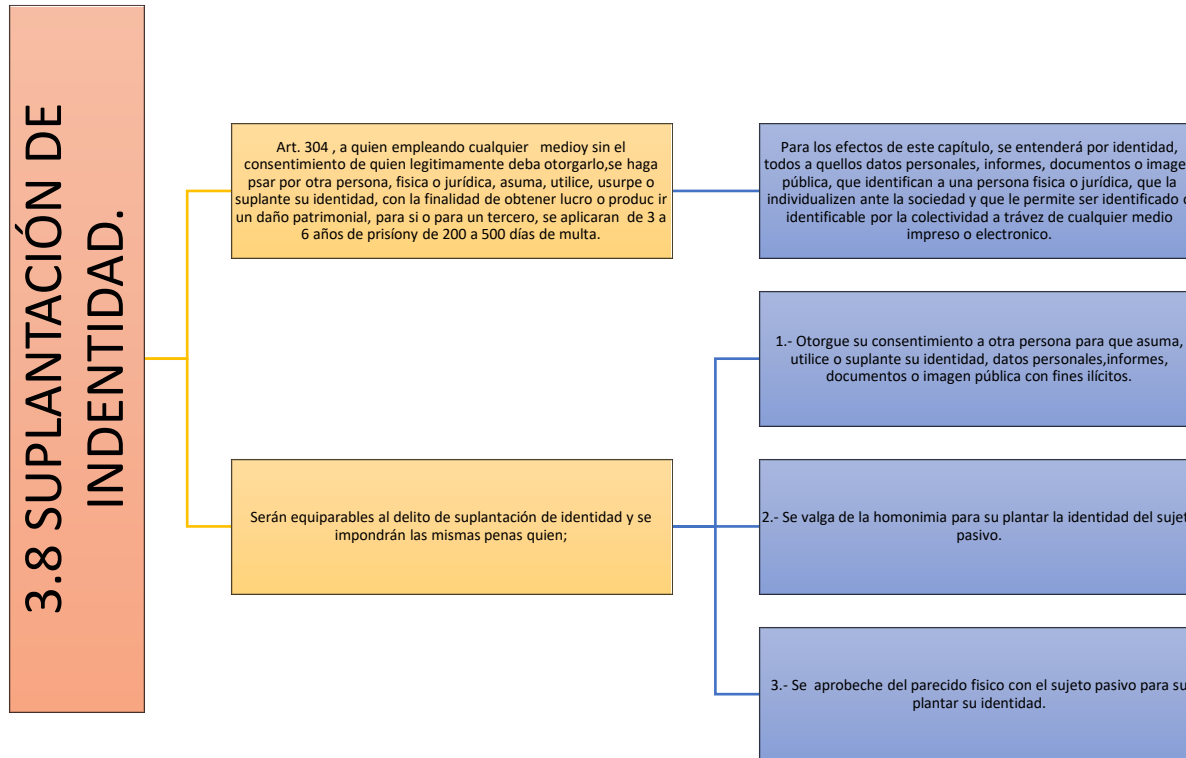 3.8 SUPLANTACIÓN DE
INDENTIDAD.
Art. 304 , a quien empleando cualquier medioy sin el
consentimiento de quien legitimamente deba otorgarlo,se haga
psar por otra persona, fisica o jurídica, asuma, utilice, usurpe o
suplante su identidad, con la finalidad de obtener lucro o produc ir
un daño patrimonial, para si o para un tercero, se aplicaran de 3 a
6 años de prisíony de 200 a 500 días de multa.
Para los efectos de este capítulo, se entenderá por identidad,
todos a quellos datos personales, informes, documentos o image
pública, que identifican a una persona fisica o jurídica, que la
individualizen ante la sociedad y que le permite ser identificado
identificable por la colectividad a trávez de cualquier medio
impreso o electronico.
Serán equiparables al delito de suplantación de identidad y se
impondrán las mismas penas quien;
1.- Otorgue su consentimiento a otra persona para que asuma,
utilice o suplante su identidad, datos personales,informes,
documentos o imagen pública con fines ilícitos.
2.- Se valga de la homonimia para su plantar la identidad del sujet
pasivo.
3.- Se aprobeche del parecido fisico con el sujeto pasivo para su
plantar su identidad.